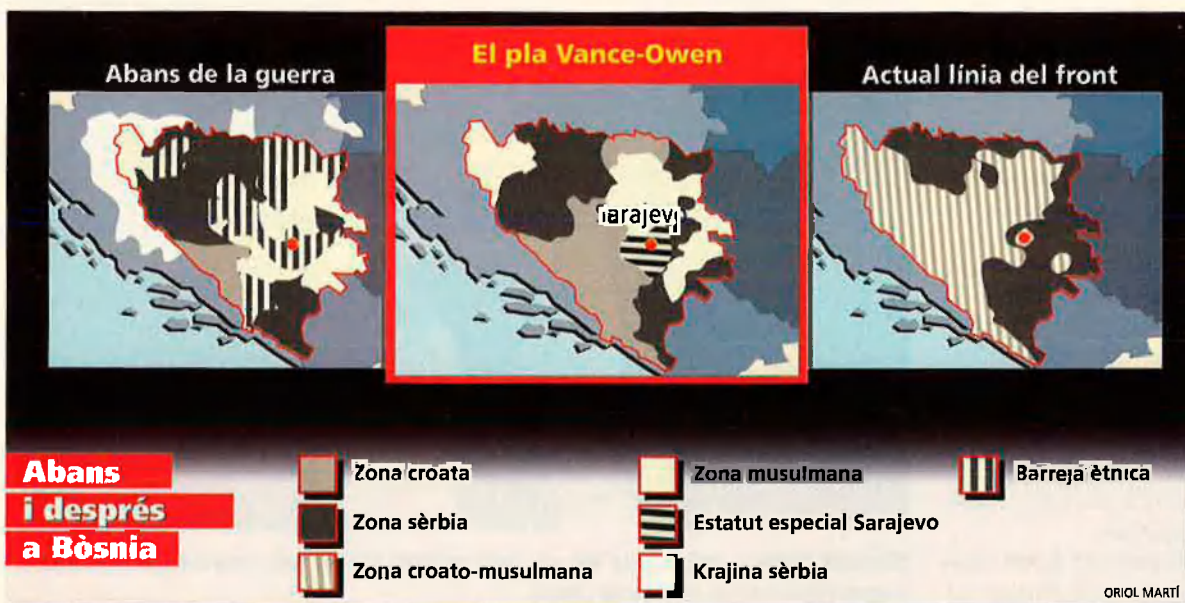 Abans de la guerra
El pla Vance-Owen
Actual línia del front
Sarajevo
Abans
i després
a Bòsnia
Zona croata
Zona sèrbia
Zona croato-musulmana
Zona musulmana
Estatut especial Sarajevo
Krajina sèrbia
Barreja ètnica
ORIOL MARTÍ